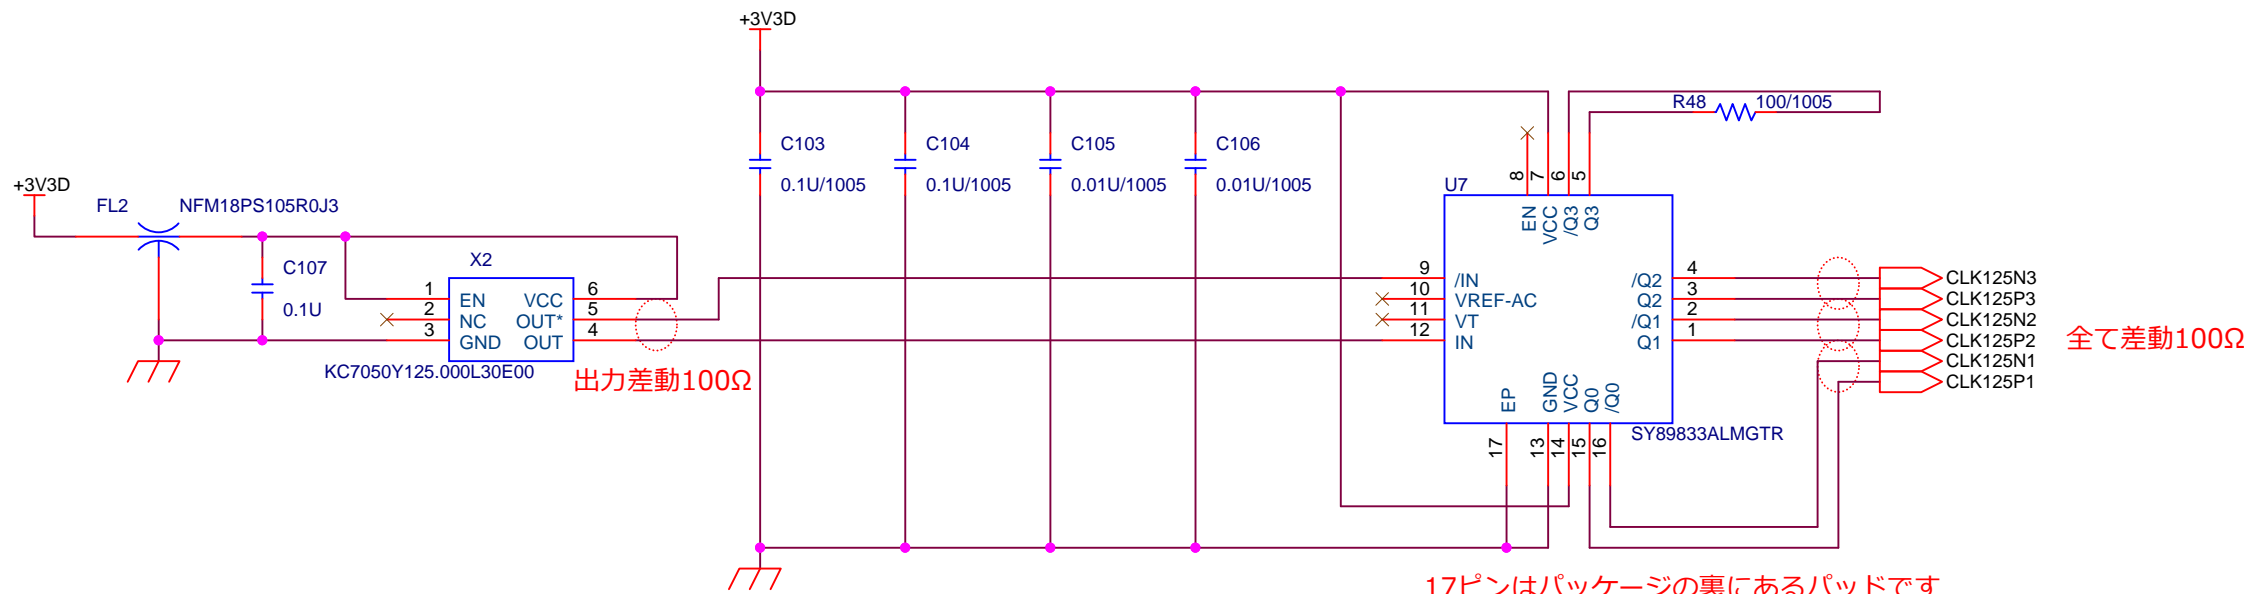 +3V3D
C103
0.1U/1005
C104
0.1U/1005
C105
0.01U/1005
C106
0.01U/1005
R48 100/1005
+3V3D
FL2 NFM18PS105R0J3
C107
0.1U
X2
1 EN VCC 6
2 NC OUT* 5
3 GND OUT 4
KC7050Y125.000L30E00
出力差動100Ω
U7
8 7 6 5
EN VCC /Q3 Q3
9 /IN /Q2 4
10 VREF-AC Q2 3
11 VT /Q1 2
12 IN Q1 1
EP GND VCC Q0 /Q0
17 13 14 15 16
SY89833ALMGTR
CLK125N3
CLK125P3
CLK125N2
CLK125P2
CLK125N1
CLK125P1
全て差動100Ω
17ピンはパッケージの裏にあるパッドです